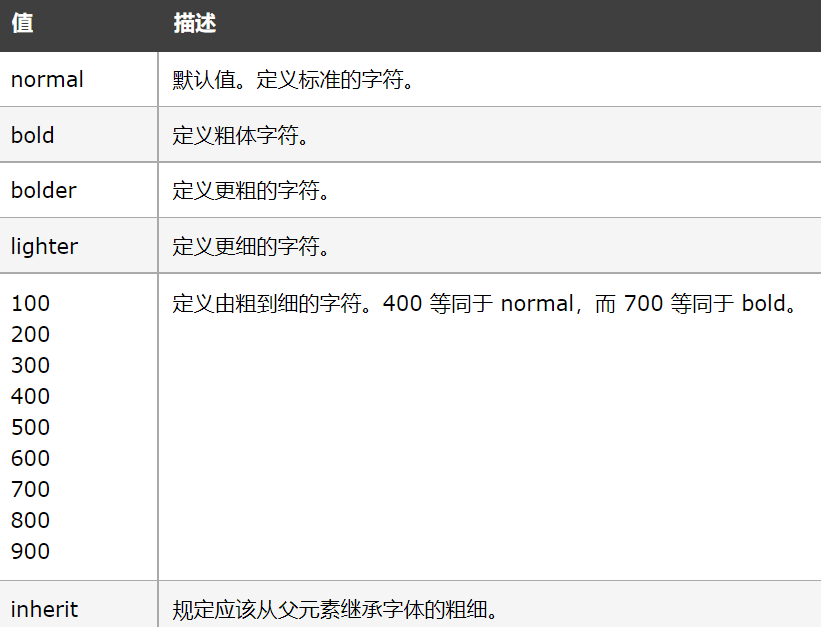 值 描述
normal 默认值。定义标准的字符。
bold 定义粗体字符。
bolder 定义更粗的字符。
lighter 定义更细的字符。
100 定义由粗到细的字符。400 等同于 normal，而 700 等同于 bold。
200
300
400
500
600
700
800
900
inherit 规定应该从父元素继承字体的粗细。